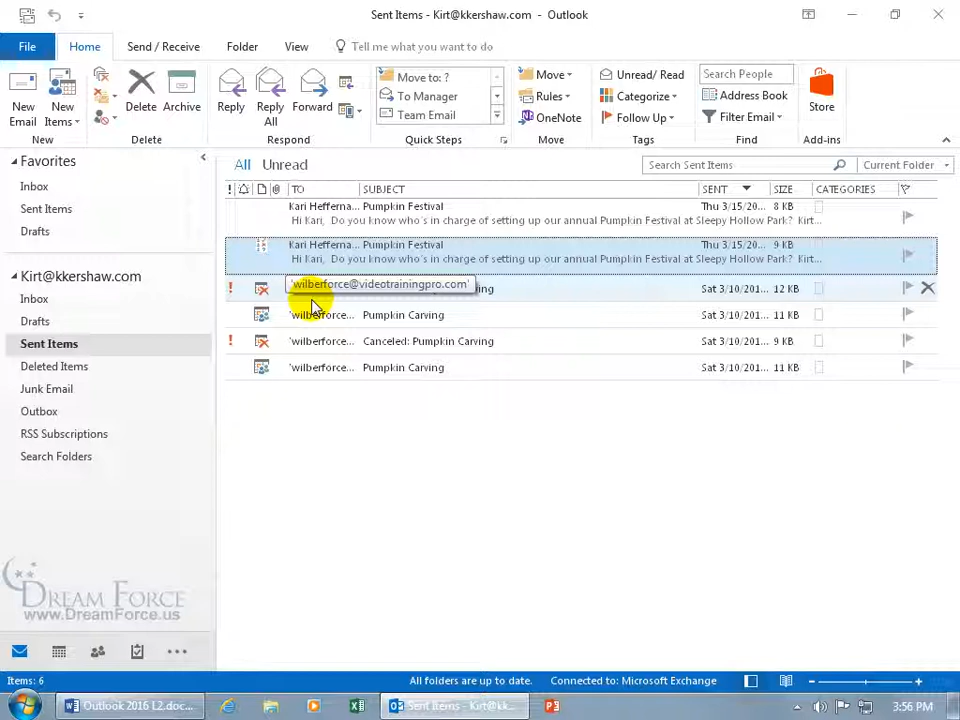 Sent Items - Kirt@kkershaw.com - Outlook
File Home Send / Receive Folder View Tell me what you want to do
New Email
New Items
Delete
Archive
Reply
Reply All
Forward
Move to: ?
To Manager
Team Email
Move
Rules
OneNote
Unread/ Read
Categorize
Follow Up
Search People
Address Book
Filter Email
Store
New Delete Respond Quick Steps Move Tags Find Add-ins
Favorites
Inbox
Sent Items
Drafts
Kirt@kkershaw.com
Inbox
Drafts
Sent Items
Deleted Items
Junk Email
Outbox
RSS Subscriptions
Search Folders
DREAM FORCE
www.DreamForce.us
All Unread Search Sent Items Current Folder
! TO SUBJECT SENT SIZE CATEGORIES
Kari Hefferna... Pumpkin Festival Thu 3/15/20... 8 KB
Hi Kari, Do you know who's in charge of setting up our annual Pumpkin Festival at Sleepy Hollow Park? Kirt...
Kari Hefferna... Pumpkin Festival Thu 3/15/20... 9 KB
Hi Kari, Do you know who's in charge of setting up our annual Pumpkin Festival at Sleepy Hollow Park? Kirt...
'wilberforce@videotrainingpro.com'
! ing Sat 3/10/201... 12 KB
'wilberforce... Pumpkin Carving Sat 3/10/201... 11 KB
! 'wilberforce... Canceled: Pumpkin Carving Sat 3/10/201... 9 KB
'wilberforce... Pumpkin Carving Sat 3/10/201... 11 KB
Items: 6 All folders are up to date. Connected to: Microsoft Exchange
Outlook 2016 L2.doc... Sent Items - Kirt@kk... 3:56 PM